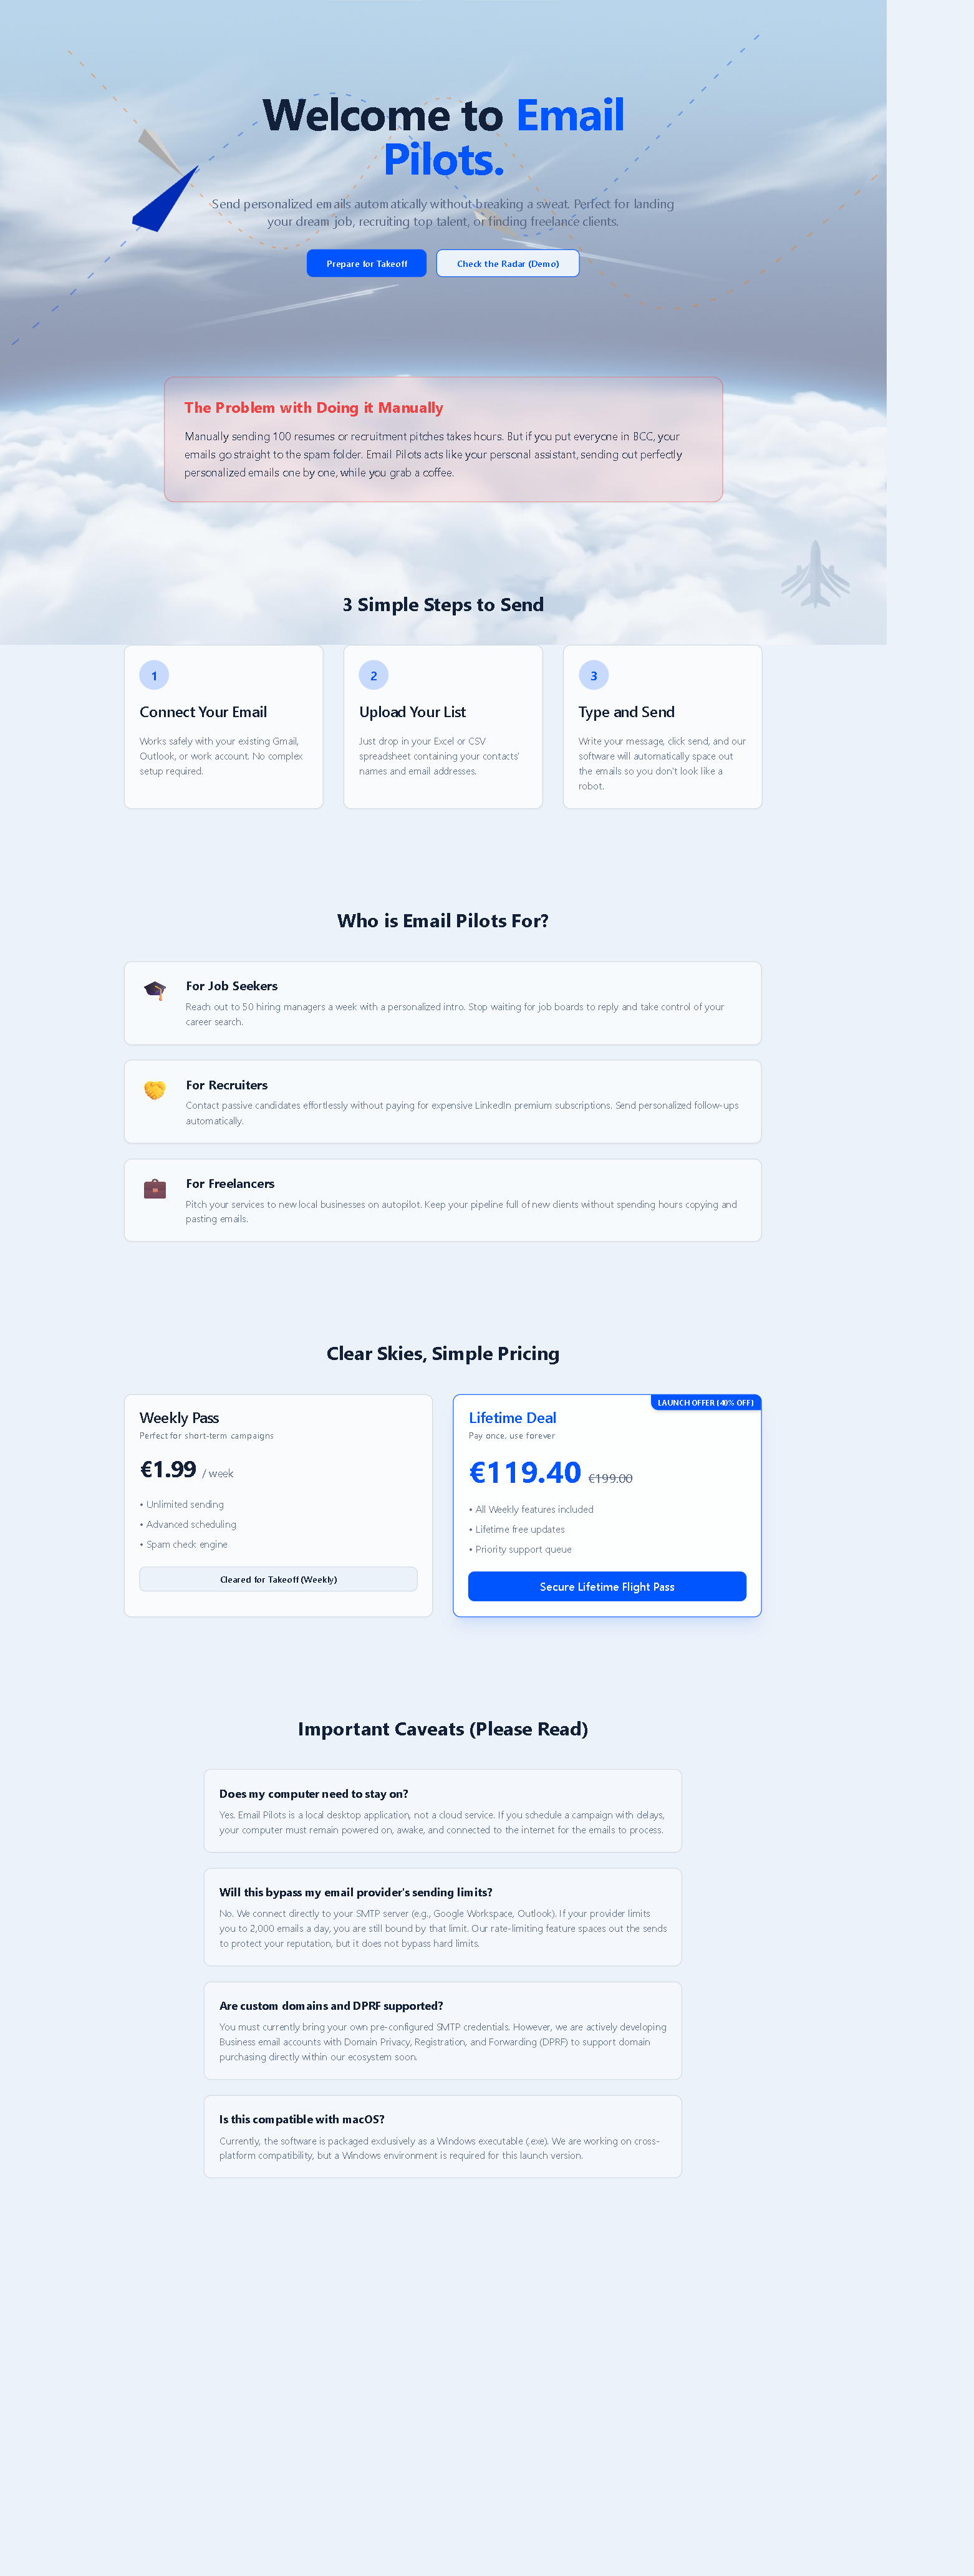 Welcome to Email
Pilots.
Send personalized emails automatically without breaking a sweat. Perfect for landing
your dream job, recruiting top talent, or finding freelance clients.
Prepare for Takeoff
Check the Radar (Demo)
The Problem with Doing it Manually
Manually sending 100 resumes or recruitment pitches takes hours. But if you put everyone in BCC, your
emails go straight to the spam folder. Email Pilots acts like your personal assistant, sending out perfectly
personalized emails one by one, while you grab a coffee.
3 Simple Steps to Send
1
Connect Your Email
Works safely with your existing Gmail,
Outlook, or work account. No complex
setup required.
2
Upload Your List
Just drop in your Excel or CSV
spreadsheet containing your contacts'
names and email addresses.
3
Type and Send
Write your message, click send, and our
software will automatically space out
the emails so you don't look like a
robot.
Who is Email Pilots For?
For Job Seekers
Reach out to 50 hiring managers a week with a personalized intro. Stop waiting for job boards to reply and take control of your
career search.
For Recruiters
Contact passive candidates effortlessly without paying for expensive LinkedIn premium subscriptions. Send personalized follow-ups
automatically.
For Freelancers
Pitch your services to new local businesses on autopilot. Keep your pipeline full of new clients without spending hours copying and
pasting emails.
Clear Skies, Simple Pricing
Weekly Pass
Perfect for short-term campaigns
€1.99 / week
• Unlimited sending
• Advanced scheduling
• Spam check engine
Cleared for Takeoff (Weekly)
LAUNCH OFFER (40% OFF)
Lifetime Deal
Pay once, use forever
€119.40 €199.00
• All Weekly features included
• Lifetime free updates
• Priority support queue
Secure Lifetime Flight Pass
Important Caveats (Please Read)
Does my computer need to stay on?
Yes. Email Pilots is a local desktop application, not a cloud service. If you schedule a campaign with delays,
your computer must remain powered on, awake, and connected to the internet for the emails to process.
Will this bypass my email provider's sending limits?
No. We connect directly to your SMTP server (e.g., Google Workspace, Outlook). If your provider limits
you to 2,000 emails a day, you are still bound by that limit. Our rate-limiting feature spaces out the sends
to protect your reputation, but it does not bypass hard limits.
Are custom domains and DPRF supported?
You must currently bring your own pre-configured SMTP credentials. However, we are actively developing
Business email accounts with Domain Privacy, Registration, and Forwarding (DPRF) to support domain
purchasing directly within our ecosystem soon.
Is this compatible with macOS?
Currently, the software is packaged exclusively as a Windows executable (.exe). We are working on cross-
platform compatibility, but a Windows environment is required for this launch version.